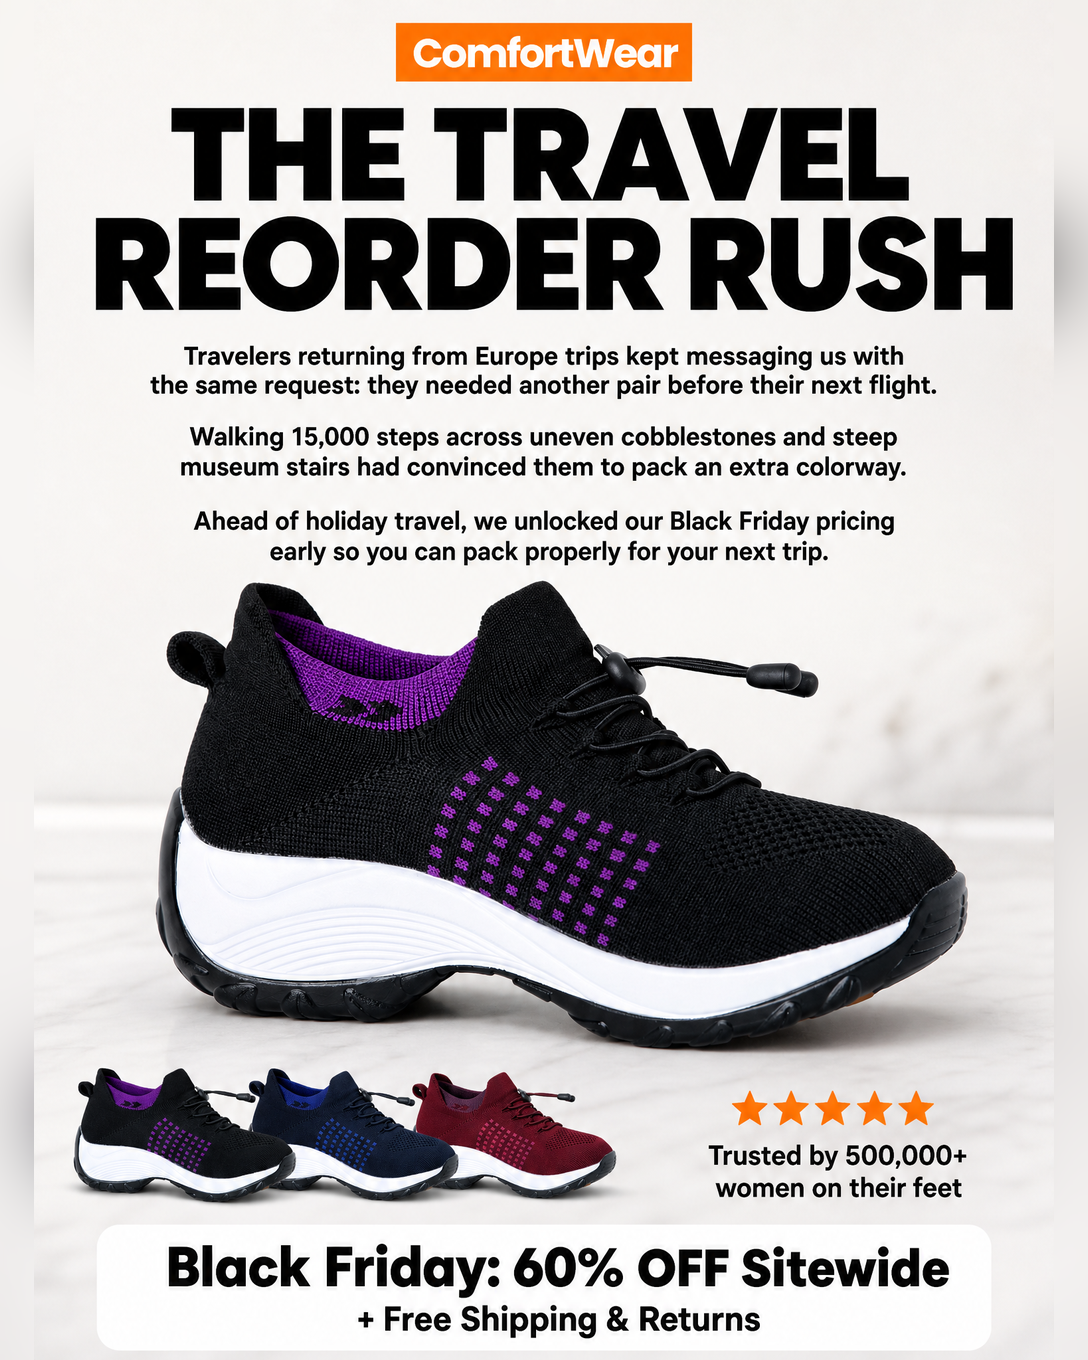 ComfortWear
THE TRAVEL
REORDER RUSH
Travelers returning from Europe trips kept messaging us with
the same request: they needed another pair before their next flight.
Walking 15,000 steps across uneven cobblestones and steep
museum stairs had convinced them to pack an extra colorway.
Ahead of holiday travel, we unlocked our Black Friday pricing
early so you can pack properly for your next trip.
Trusted by 500,000+
women on their feet
Black Friday: 60% OFF Sitewide
+ Free Shipping & Returns